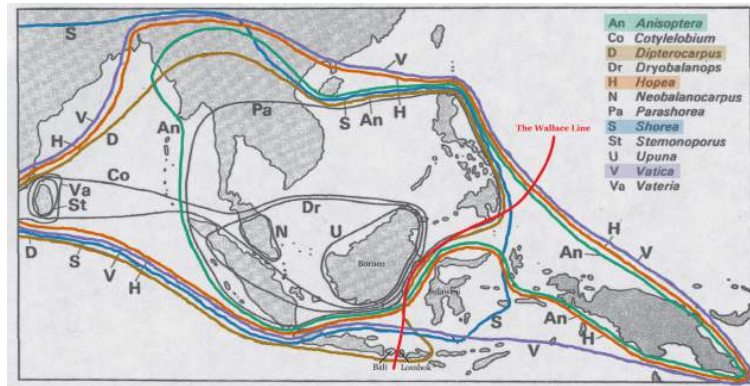 An Anisoptera
Co Cotylelobium
D Dipterocarpus
Dr Dryobalanops
H Hopea
N Neobalanocarpus
Pa Parashorea
S Shorea
St Stemonoporus
U Upuna
V Vatica
Va Vateria
S
V
V
H
D
An
Pa
S
An
H
The Wallace Line
Co
Va
St
Dr
N
U
Borneo
H
An
V
D
S
V
H
Sulawesi
S
An
H
V
Bali
Lombok